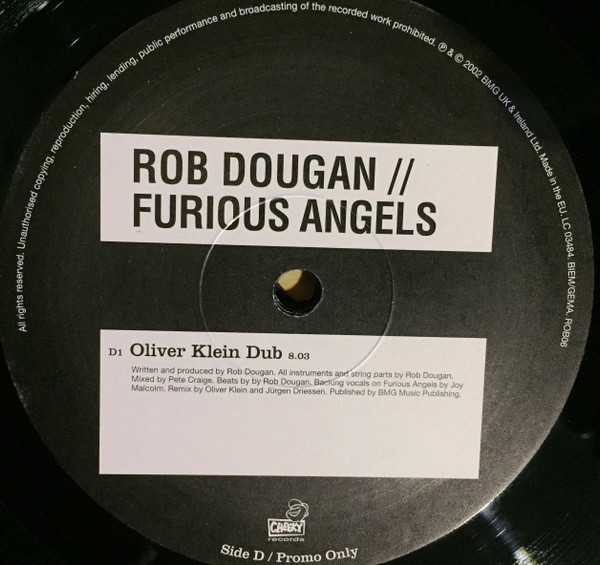 All rights reserved. Unauthorised copying, reproduction, hiring, lending, public performance and broadcasting of the recorded work prohibited. ℗ & © 2002 BMG UK & Ireland Ltd. Made in the EU. LC 03484. BIEM/GEMA. ROB06
ROB DOUGAN //
FURIOUS ANGELS
D1 Oliver Klein Dub 8.03
Written and produced by Rob Dougan. All instruments and string parts by Rob Dougan.
Mixed by Pete Craige. Beats by by Rob Dougan. Backing vocals on Furious Angels by Joy
Malcolm. Remix by Oliver Klein and Jürgen Driessen. Published by BMG Music Publishing.
CHEEKY
records
Side D / Promo Only